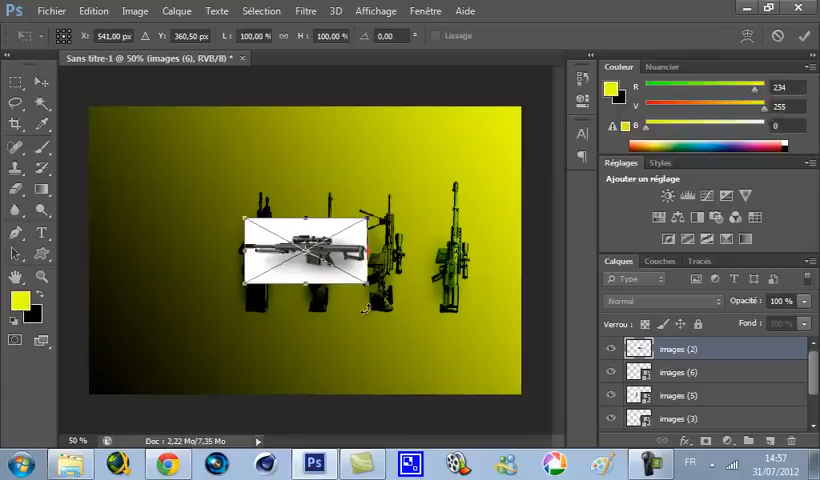 Ps Fichier Edition Image Calque Texte Sélection Filtre 3D Affichage Fenêtre Aide
X: 541,00 px Y: 360,50 px L: 100,00 % H: 100,00 % 0,00 ° Lissage
Sans titre-1 @ 50% (images (6), RVB/8) * ×
Couleur Nuancier
R 234
V 255
B 0
Réglages Styles
Ajouter un réglage
Calques Couches Tracés
Type
Normal Opacité : 100 %
Verrou : Fond : 100 %
images (2)
images (6)
images (5)
images (3)
50 % Doc : 2,22 Mo/7,35 Mo
Ps FR 14:57
31/07/2012